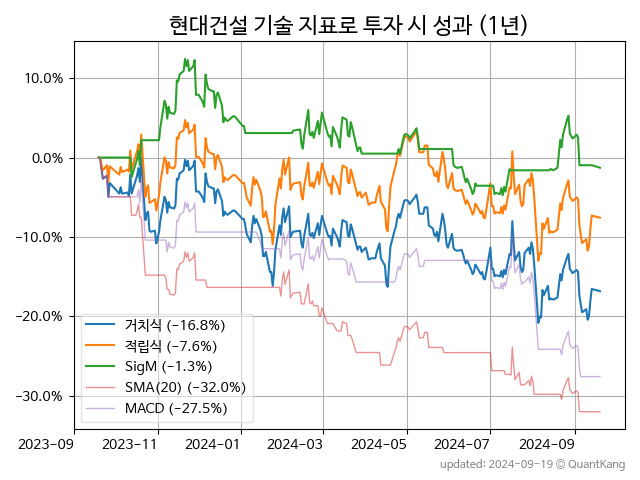 현대건설 기술 지표로 투자 시 성과 (1년)
10.0%
0.0%
−10.0%
−20.0%
−30.0%
거치식 (−16.8%)
적립식 (−7.6%)
SigM (−1.3%)
SMA(20) (−32.0%)
MACD (−27.5%)
2023-09 2023-11 2024-01 2024-03 2024-05 2024-07 2024-09
updated: 2024-09-19 © QuantKang